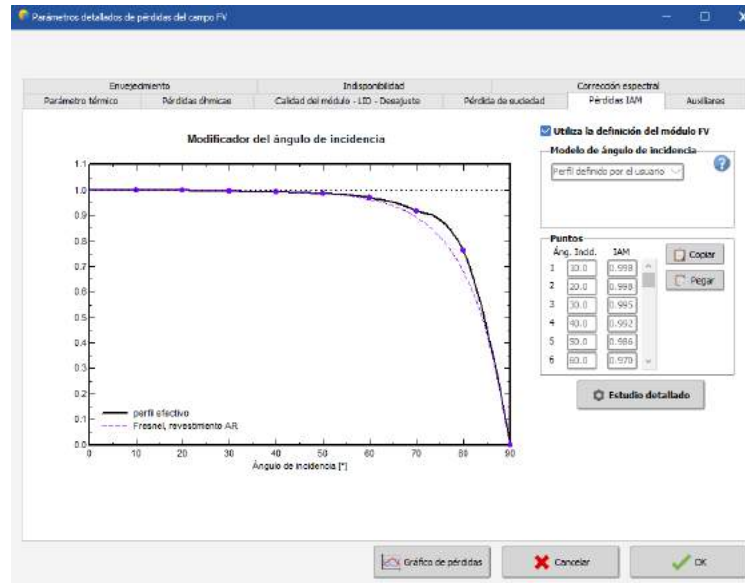 Parámetros detallados de pérdidas del campo FV
Envejecimiento Indisponibilidad Corrección espectral
Parámetro térmico Pérdidas óhmicas Calidad del módulo - LID - Desajuste Pérdida de suciedad Pérdidas IAM Auxiliares
Modificador del ángulo de incidencia
1.1
1.0
0.9
0.8
0.7
0.6
0.5
0.4
0.3
0.2
0.1
0.0
perfil efectivo
Fresnel, revestimiento AR
0 10 20 30 40 50 60 70 80 90
Ángulo de incidencia [°]
Utiliza la definición del módulo FV
Modelo de ángulo de incidencia
Perfil definido por el usuario
?
Puntos
Áng. Incid. IAM
1 10.0 0.998
2 20.0 0.998
3 30.0 0.995
4 40.0 0.992
5 50.0 0.986
6 60.0 0.970
Copiar
Pegar
Estudio detallado
Gráfico de pérdidas Cancelar OK